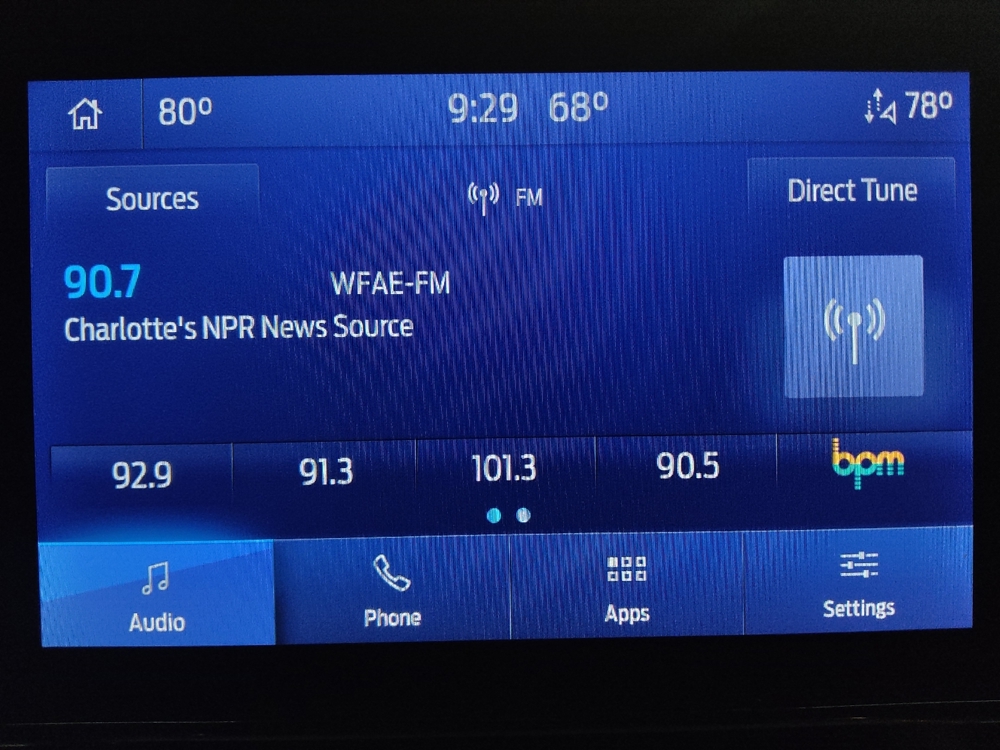 80° 9:29 68° 78°
Sources FM Direct Tune
90.7 WFAE-FM
Charlotte's NPR News Source
92.9 91.3 101.3 90.5 bpm
Audio Phone Apps Settings